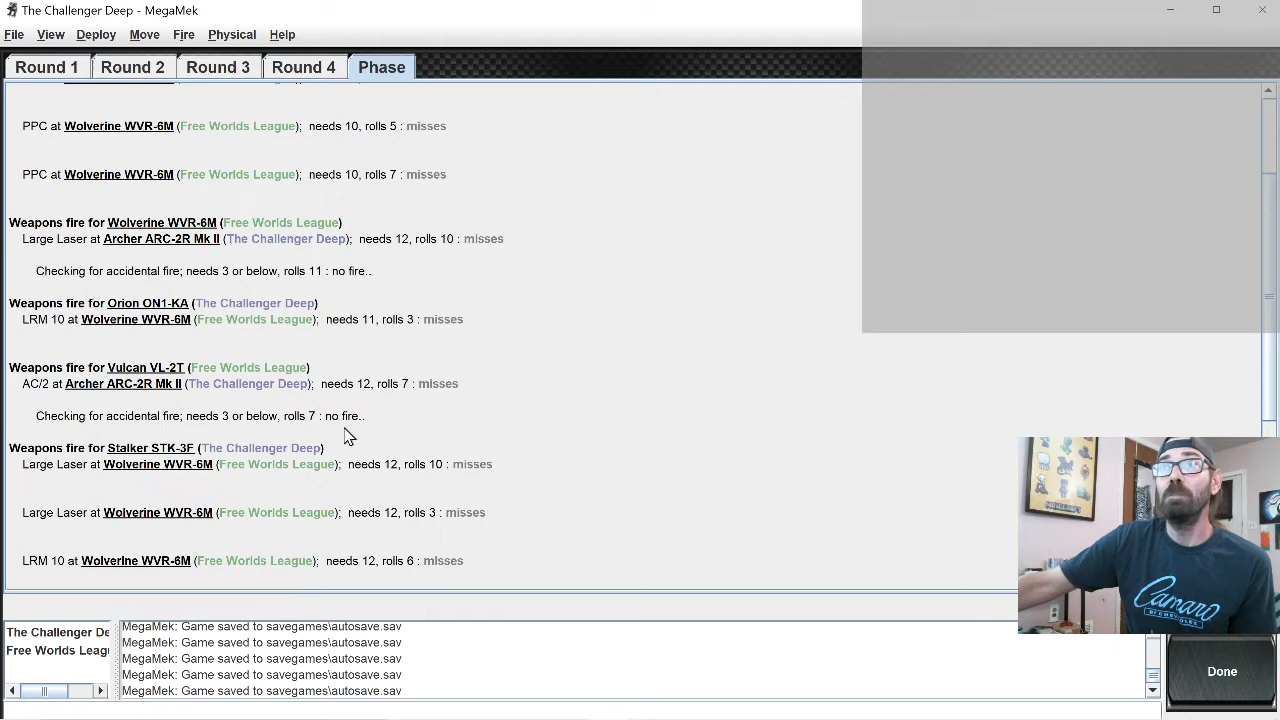 The Challenger Deep - MegaMek
File View Deploy Move Fire Physical Help
Round 1 Round 2 Round 3 Round 4 Phase
PPC at Wolverine WVR-6M (Free Worlds League); needs 10, rolls 5 : misses
PPC at Wolverine WVR-6M (Free Worlds League); needs 10, rolls 7 : misses
Weapons fire for Wolverine WVR-6M (Free Worlds League)
Large Laser at Archer ARC-2R Mk II (The Challenger Deep); needs 12, rolls 10 : misses
Checking for accidental fire; needs 3 or below, rolls 11 : no fire..
Weapons fire for Orion ON1-KA (The Challenger Deep)
LRM 10 at Wolverine WVR-6M (Free Worlds League); needs 11, rolls 3 : misses
Weapons fire for Vulcan VL-2T (Free Worlds League)
AC/2 at Archer ARC-2R Mk II (The Challenger Deep); needs 12, rolls 7 : misses
Checking for accidental fire; needs 3 or below, rolls 7 : no fire..
Weapons fire for Stalker STK-3F (The Challenger Deep)
Large Laser at Wolverine WVR-6M (Free Worlds League); needs 12, rolls 10 : misses
Large Laser at Wolverine WVR-6M (Free Worlds League); needs 12, rolls 3 : misses
LRM 10 at Wolverine WVR-6M (Free Worlds League); needs 12, rolls 6 : misses
The Challenger De
Free Worlds Leag
MegaMek: Game saved to savegames\autosave.sav
MegaMek: Game saved to savegames\autosave.sav
MegaMek: Game saved to savegames\autosave.sav
MegaMek: Game saved to savegames\autosave.sav
MegaMek: Game saved to savegames\autosave.sav
Camaro
BY CHEVROLET
Done